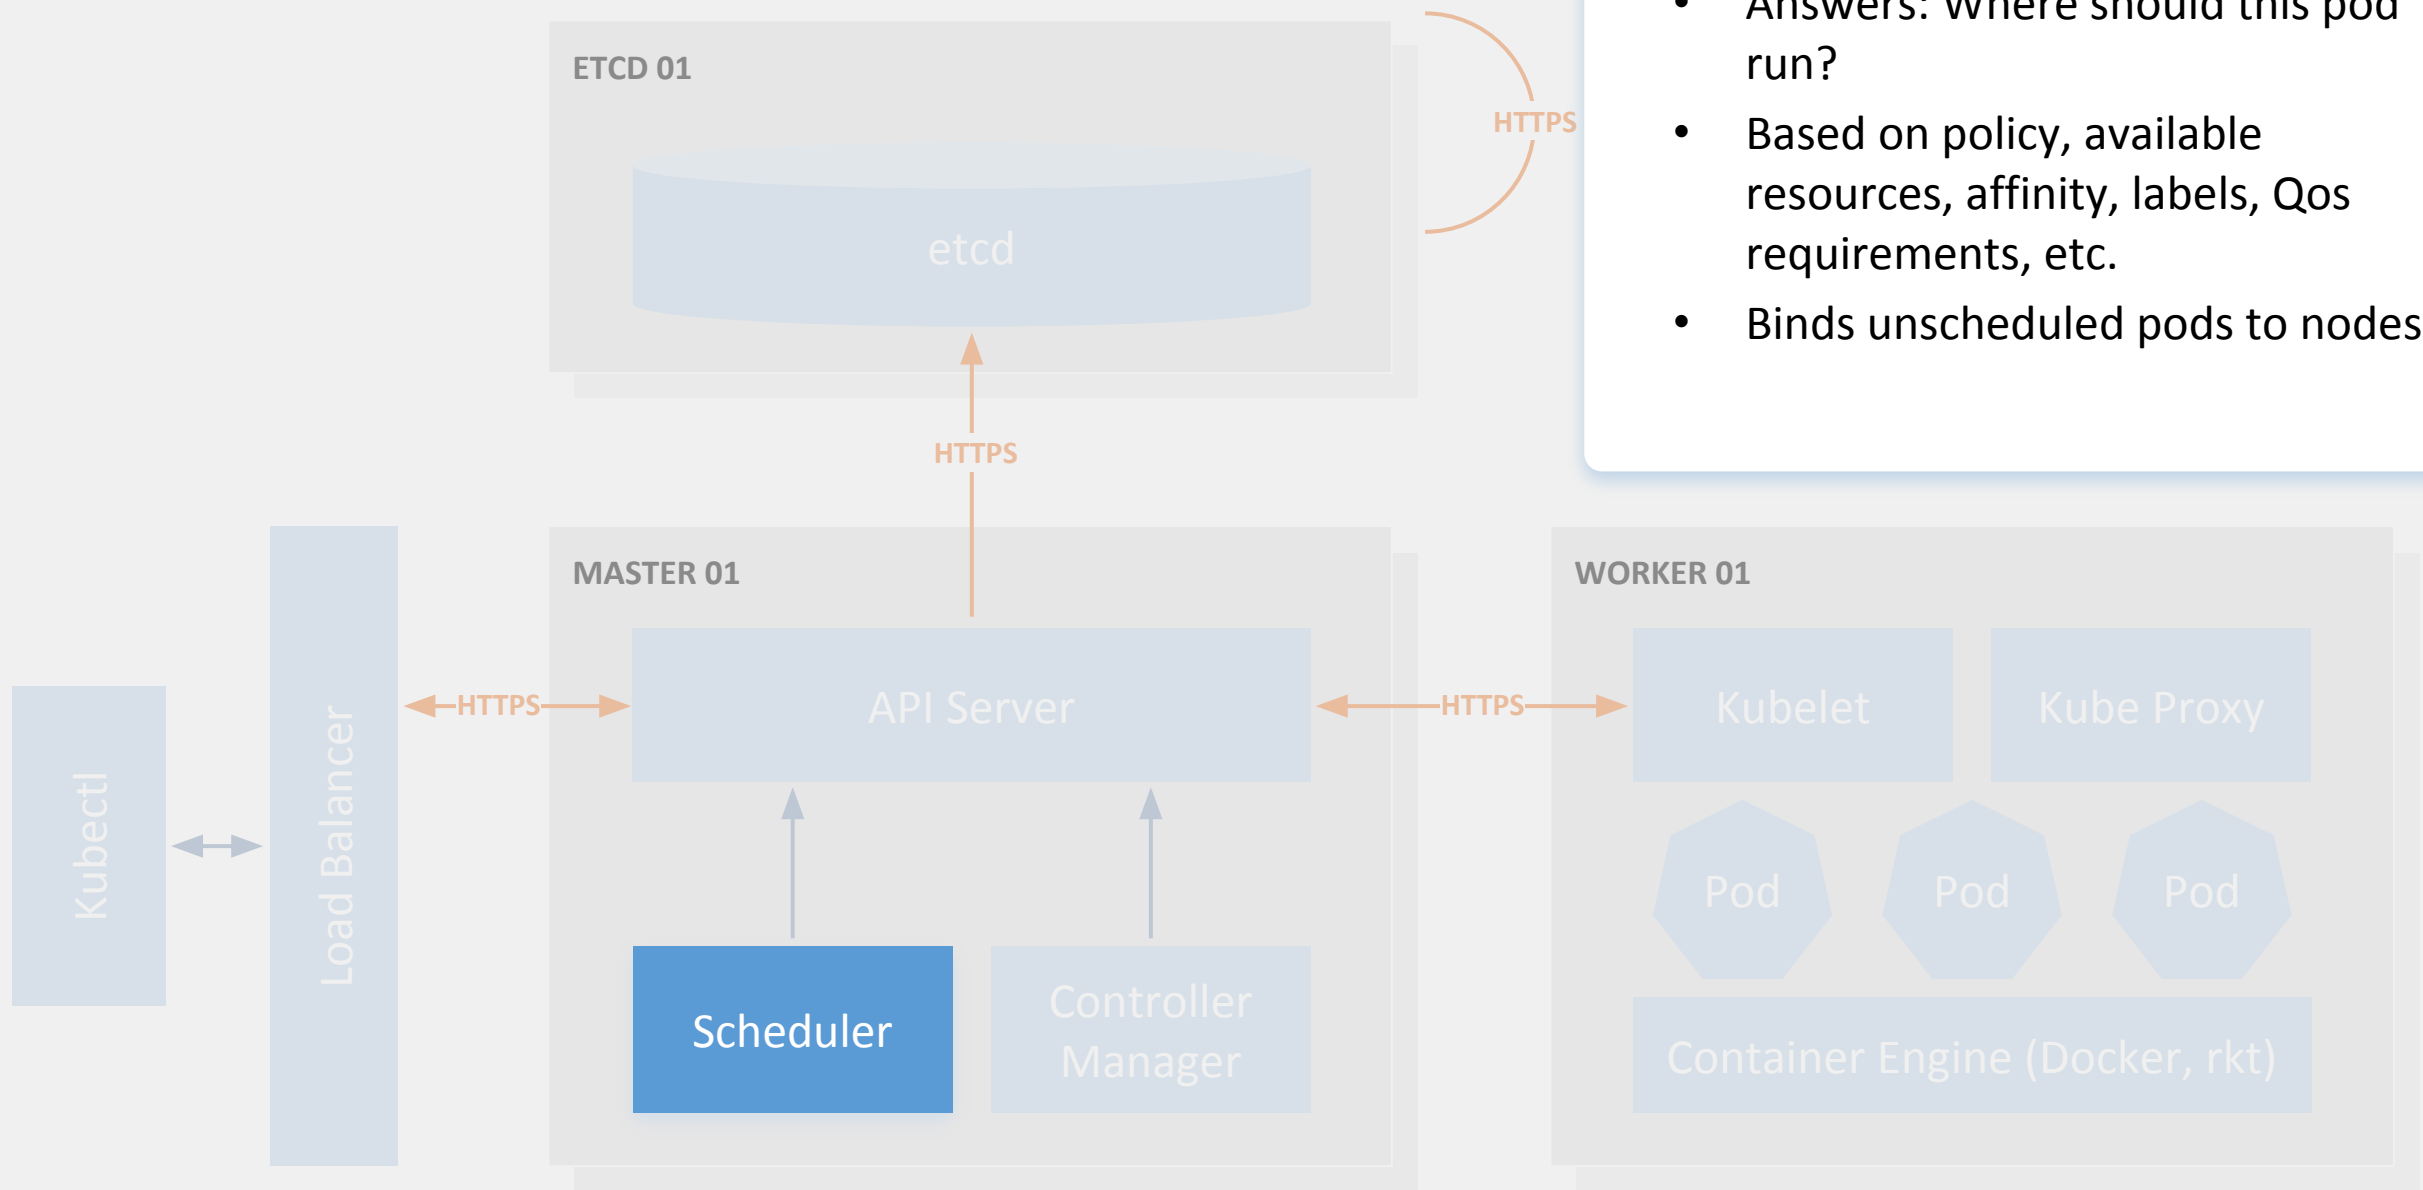 • Answers: Where should this pod
run?
• Based on policy, available
resources, affinity, labels, Qos
requirements, etc.
• Binds unscheduled pods to nodes
ETCD 01
HTTPS
etcd
HTTPS
MASTER 01
WORKER 01
API Server
HTTPS
HTTPS
Kubelet
Kube Proxy
Kubectl
Load Balancer
Pod
Pod
Pod
Scheduler
Controller
Manager
Container Engine (Docker, rkt)